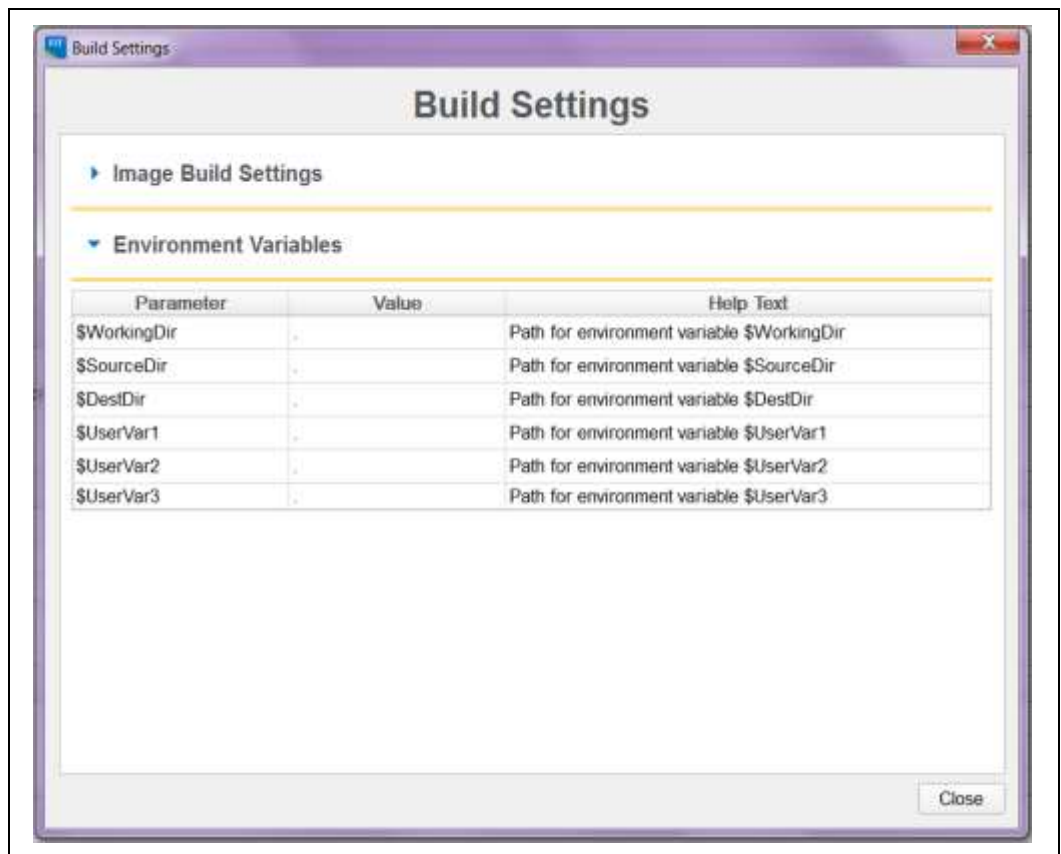 Build Settings
Build Settings
Image Build Settings
Environment Variables
Parameter Value Help Text
$WorkingDir . Path for environment variable $WorkingDir
$SourceDir . Path for environment variable $SourceDir
$DestDir . Path for environment variable $DestDir
$UserVar1 . Path for environment variable $UserVar1
$UserVar2 . Path for environment variable $UserVar2
$UserVar3 . Path for environment variable $UserVar3
Close